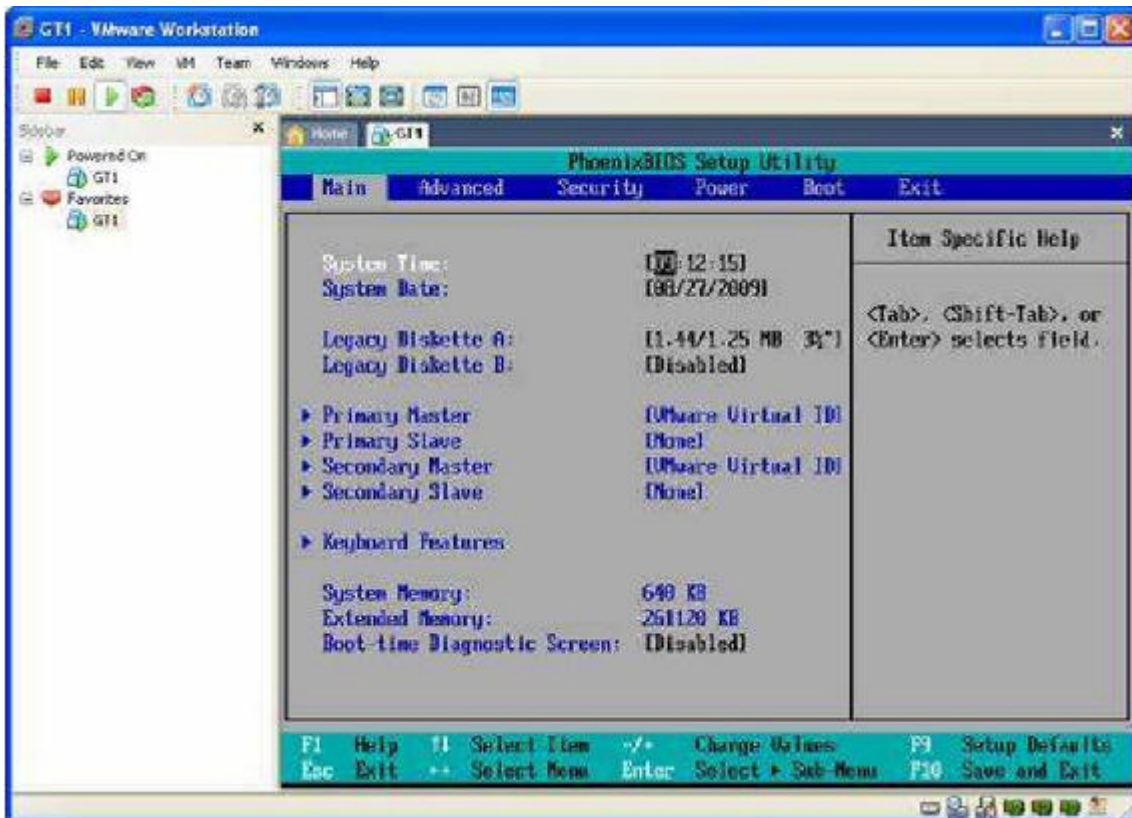 GT1 - VMware Workstation
File Edit View VM Team Windows Help
Sidebar
Powered On
GT1
Favorites
GT1
Home GT1
PhoenixBIOS Setup Utility
Main Advanced Security Power Boot Exit
Item Specific Help
<Tab>, <Shift-Tab>, or
<Enter> selects field.
System Time: :12:15]
System Date: [08/27/2009]
Legacy Diskette A: [1.44/1.25 MB 3½"]
Legacy Diskette B: [Disabled]
Primary Master [VMware Virtual ID]
Primary Slave [None]
Secondary Master [VMware Virtual ID]
Secondary Slave [None]
Keyboard Features
System Memory: 640 KB
Extended Memory: 261120 KB
Boot-time Diagnostic Screen: [Disabled]
F1 Help ↑↓ Select Item -/+ Change Values F9 Setup Defaults
Esc Exit ↔ Select Menu Enter Select ▶ Sub-Menu F10 Save and Exit